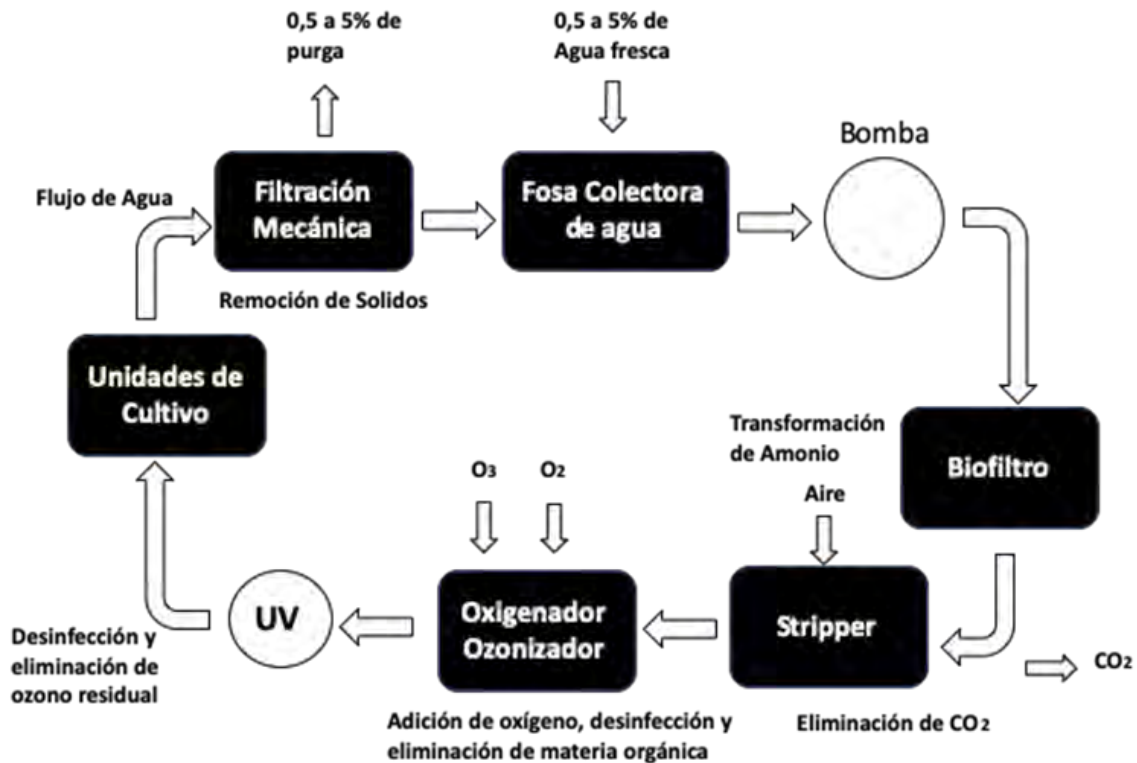 0,5 a 5% de
purga
0,5 a 5% de
Agua fresca
Bomba
Flujo de Agua
Filtración
Mecánica
Fosa Colectora
de agua
Remoción de Solidos
Unidades de
Cultivo
Transformación
de Amonio
Biofiltro
Aire
O3
O2
UV
Oxigenador
Ozonizador
Stripper
CO2
Desinfección y
eliminación de
ozono residual
Adición de oxígeno, desinfección y
eliminación de materia orgánica
Eliminación de CO2